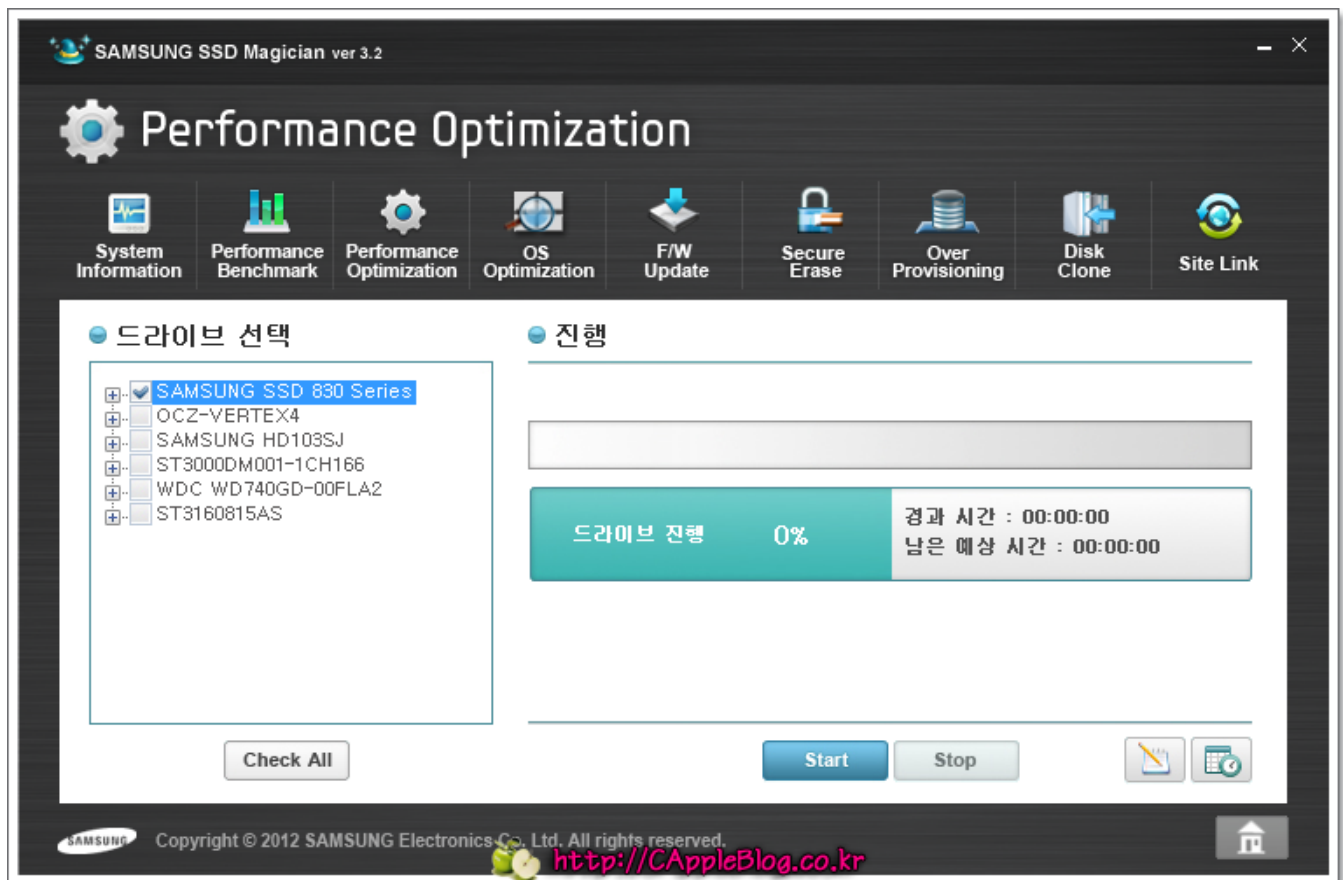 SAMSUNG SSD Magician ver 3.2
Performance Optimization
System Information
Performance Benchmark
Performance Optimization
OS Optimization
F/W Update
Secure Erase
Over Provisioning
Disk Clone
Site Link
드라이브 선택
SAMSUNG SSD 830 Series
OCZ-VERTEX4
SAMSUNG HD103SJ
ST3000DM001-1CH166
WDC WD740GD-00FLA2
ST3160815AS
Check All
진행
드라이브 진행 0%
경과 시간 : 00:00:00
남은 예상 시간 : 00:00:00
Start
Stop
SAMSUNG
Copyright © 2012 SAMSUNG Electronics Co. Ltd. All rights reserved.
http://CAppleBlog.co.kr